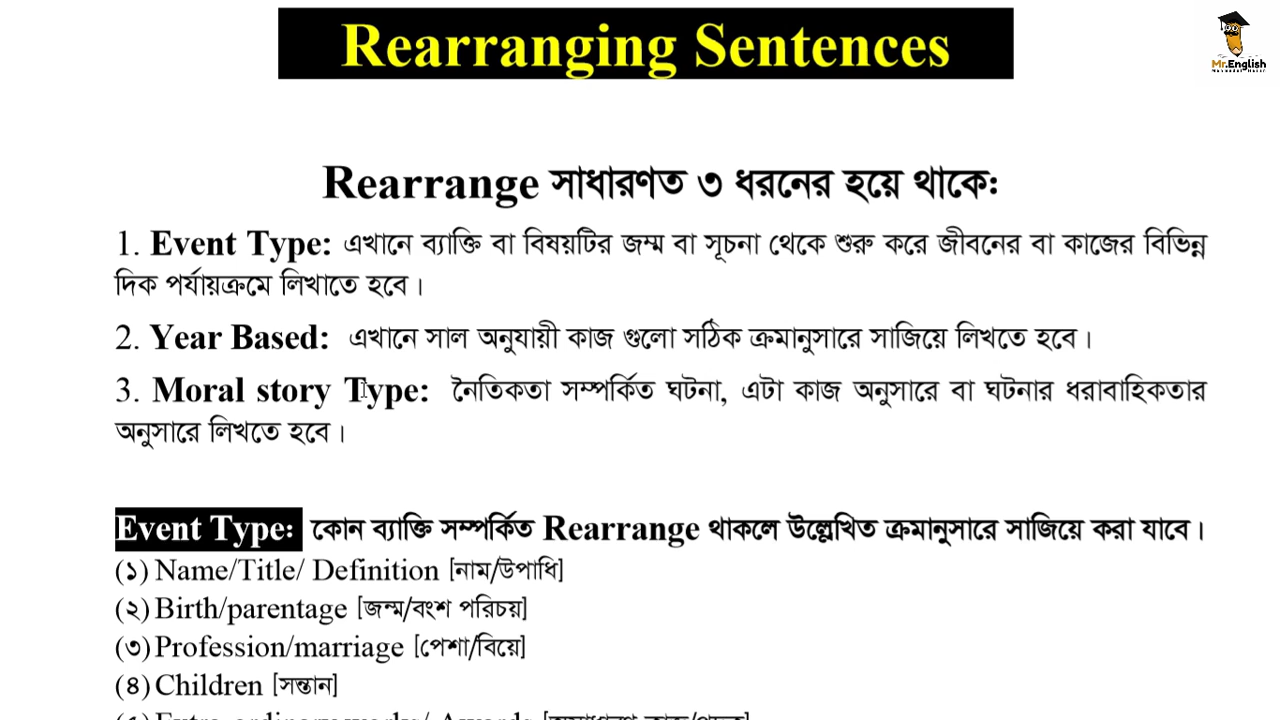 Rearranging Sentences
Mr.English
Rearrange সাধারণত ৩ ধরনের হয়ে থাকেঃ
1. Event Type: এখানে ব্যাক্তি বা বিষয়টির জম্ম বা সূচনা থেকে শুরু করে জীবনের বা কাজের বিভিন্ন
দিক পর্যায়ক্রমে লিখাতে হবে।
2. Year Based: এখানে সাল অনুযায়ী কাজ গুলো সঠিক ক্রমানুসারে সাজিয়ে লিখতে হবে।
3. Moral story Type: নৈতিকতা সম্পর্কিত ঘটনা, এটা কাজ অনুসারে বা ঘটনার ধরাবাহিকতার
অনুসারে লিখতে হবে।
Event Type: কোন ব্যাক্তি সম্পর্কিত Rearrange থাকলে উল্লেখিত ক্রমানুসারে সাজিয়ে করা যাবে।
(১) Name/Title/ Definition [নাম/উপাধি]
(২) Birth/parentage [জন্ম/বংশ পরিচয়]
(৩) Profession/marriage [পেশা/বিয়ে]
(৪) Children [সন্তান]